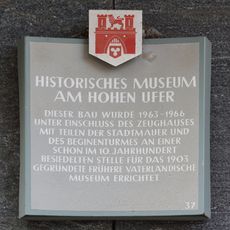 HISTORISCHES MUSEUM
AM HOHEN UFER
DIESER BAU WURDE 1963–1966
UNTER EINSCHLUSS DES ZEUGHAUSES
MIT TEILEN DER STADTMAUER UND
DES BEGINENTURMES AN EINER
SCHON IM 10. JAHRHUNDERT
BESIEDELTEN STELLE FÜR DAS 1903
GEGRÜNDETE FRÜHERE VATERLÄNDISCHE
MUSEUM ERRICHTET
37